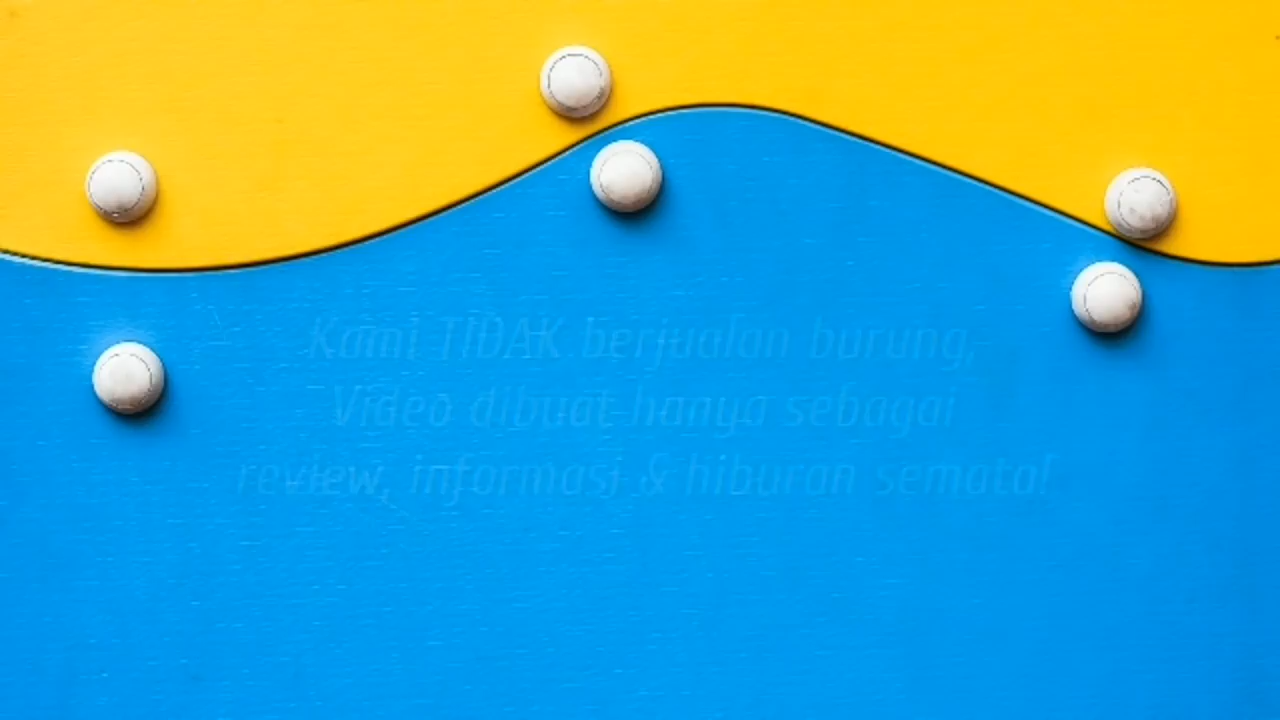 Kami TIDAK berjualan burung,
Video dibuat hanya sebagai
review, informasi & hiburan semata!